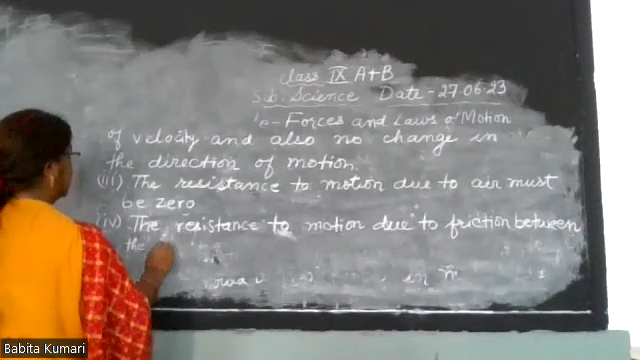 Class IX A+B
Sub. Science Date - 27.06.23
Forces and Laws of Motion
of velocity and also no change in
the direction of motion.
(iii) The resistance to motion due to air must
be zero
(iv) The resistance to motion due to friction between
the
Babita Kumari